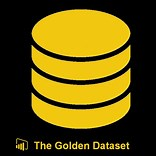 The Golden Dataset